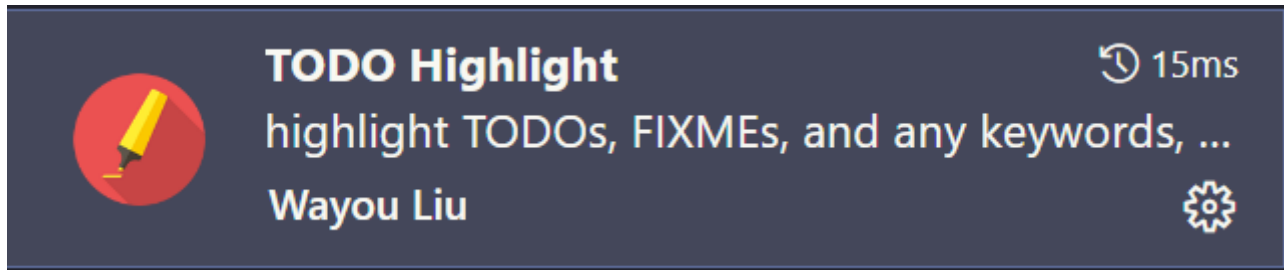 TODO Highlight 15ms
highlight TODOs, FIXMEs, and any keywords, ...
Wayou Liu